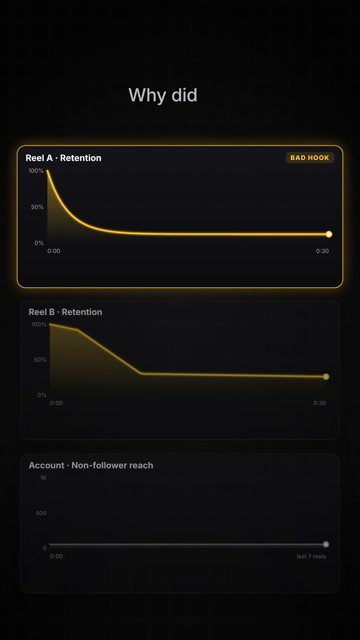 Why did
Reel A · Retention
BAD HOOK
100%
50%
0%
0:00
0:30
Reel B · Retention
100%
50%
0%
0:00
0:30
Account · Non-follower reach
1K
500
0
0:00
last 7 reels